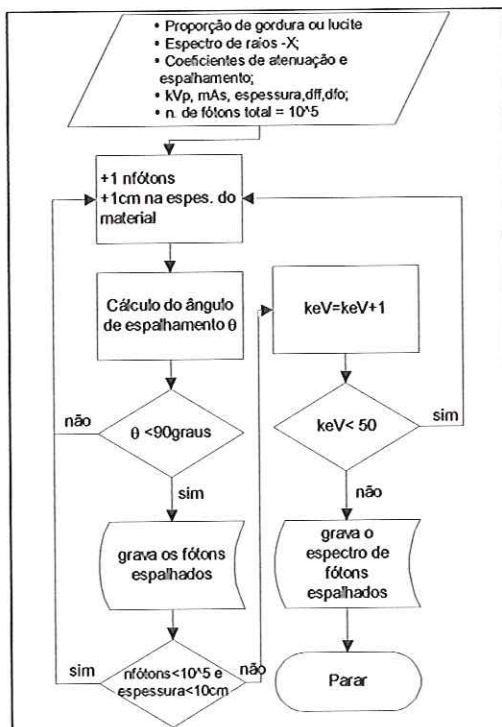 • Proporção de gordura ou lucite
• Espectro de raios -X;
• Coeficientes de atenuação e
espalhamento;
• kVp, mAs, espessura,dff,dfo;
• n. de fótons total = 10^5
+1 nfótons
+1cm na espes. do
material
Cálculo do ângulo
de espalhamento θ
não
θ <90graus
sim
grava os fótons
espalhados
sim
nfótons<10^5 e
espessura<10cm
não
keV=keV+1
keV< 50
sim
não
grava o
espectro de
fótons
espalhados
Parar